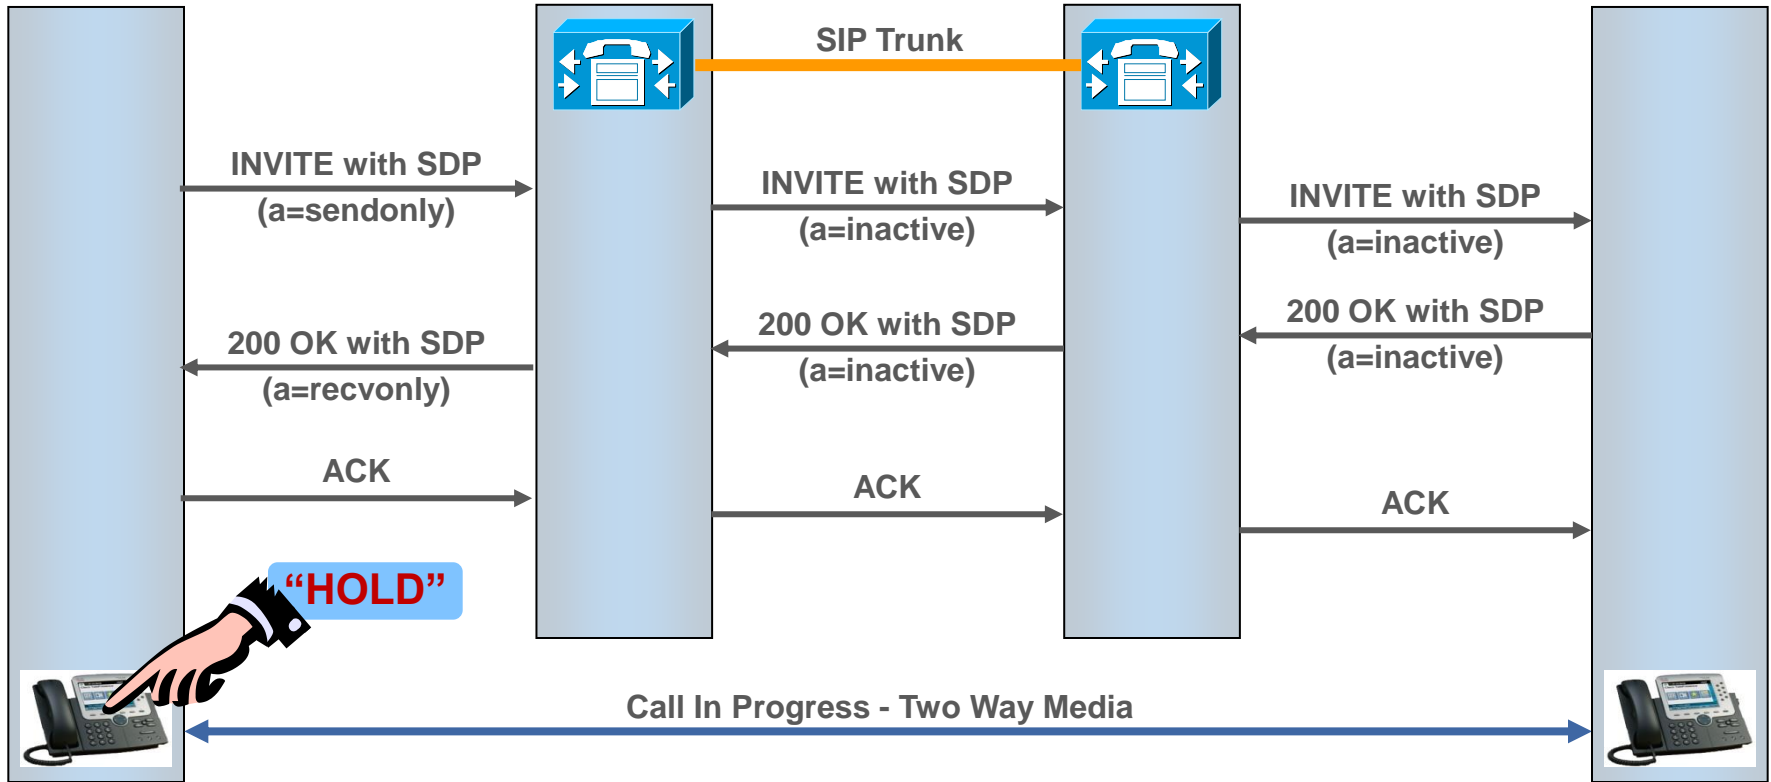 SIP Trunk
INVITE with SDP
(a=sendonly)
INVITE with SDP
(a=inactive)
INVITE with SDP
(a=inactive)
200 OK with SDP
(a=recvonly)
200 OK with SDP
(a=inactive)
200 OK with SDP
(a=inactive)
ACK
ACK
ACK
“HOLD”
Call In Progress - Two Way Media